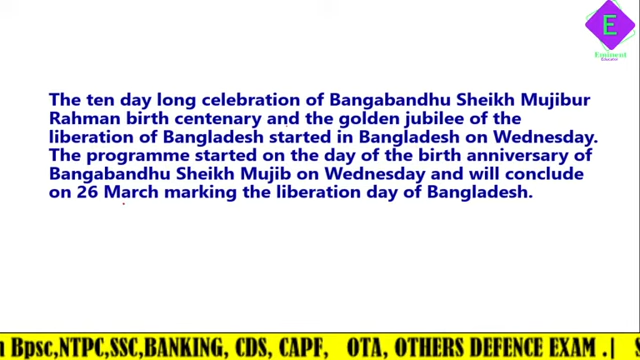 E
Eminent
Educator
The ten day long celebration of Bangabandhu Sheikh Mujibur
Rahman birth centenary and the golden jubilee of the
liberation of Bangladesh started in Bangladesh on Wednesday.
The programme started on the day of the birth anniversary of
Bangabandhu Sheikh Mujib on Wednesday and will conclude
on 26 March marking the liberation day of Bangladesh.
Bpsc,NTPC,SSC,BANKING, CDS, CAPF, OTA, OTHERS DEFENCE EXAM .|